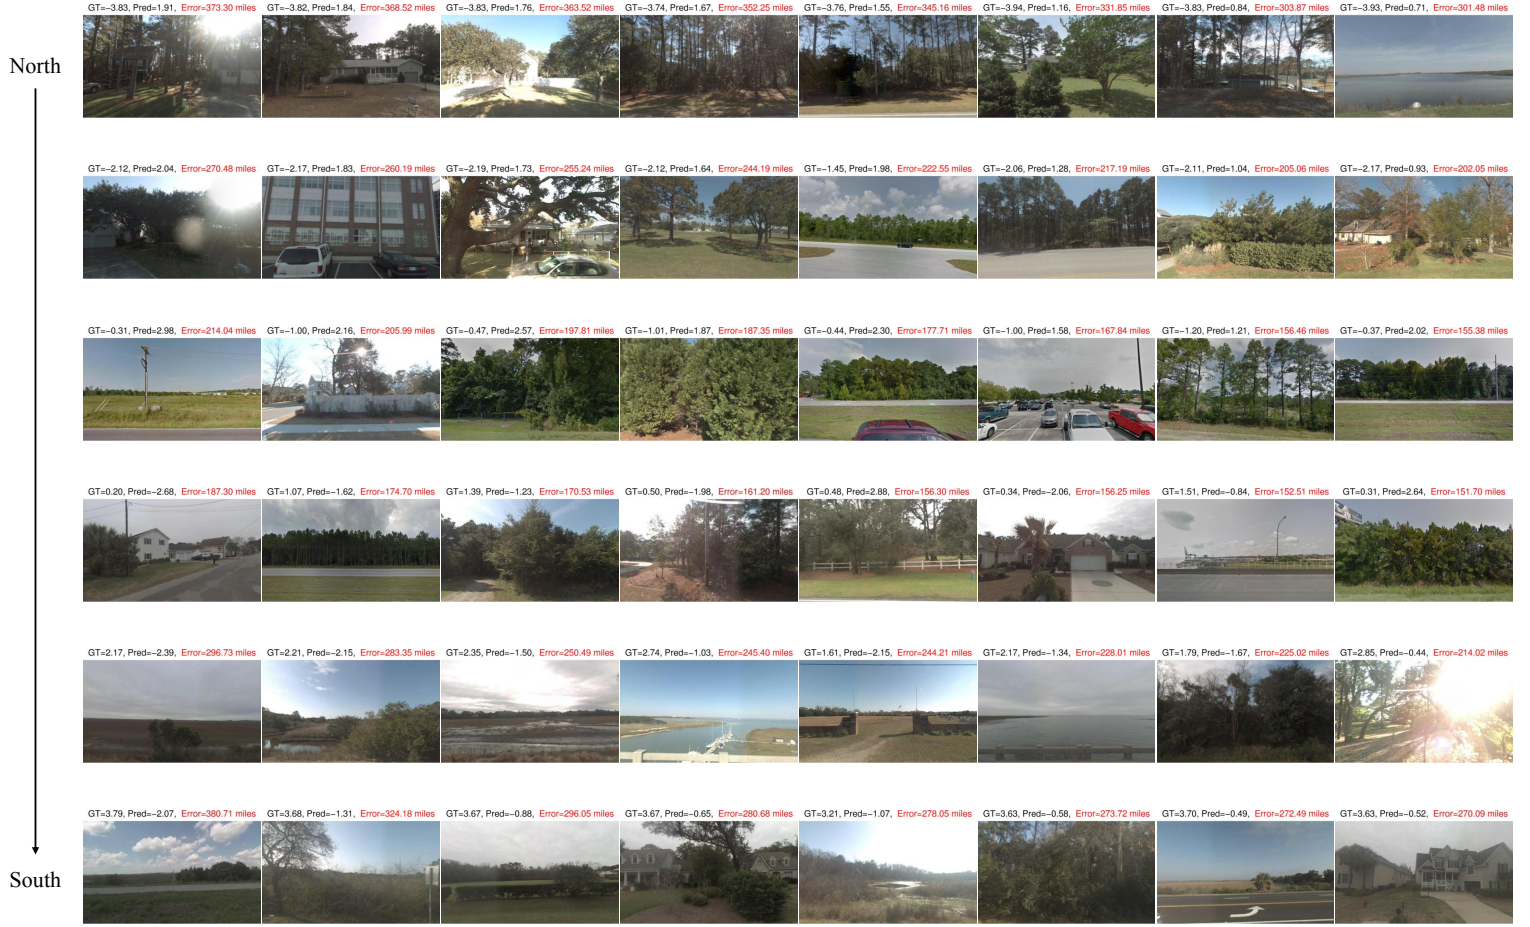 GT=−3.83, Pred=1.91, Error=373.30 miles GT=−3.82, Pred=1.84, Error=368.52 miles GT=−3.83, Pred=1.76, Error=363.52 miles GT=−3.74, Pred=1.67, Error=352.25 miles GT=−3.76, Pred=1.55, Error=345.16 miles GT=−3.94, Pred=1.16, Error=331.85 miles GT=−3.83, Pred=0.84, Error=303.87 miles GT=−3.93, Pred=0.71, Error=301.48 miles
North
GT=−2.12, Pred=2.04, Error=270.48 miles GT=−2.17, Pred=1.83, Error=260.19 miles GT=−2.19, Pred=1.73, Error=255.24 miles GT=−2.12, Pred=1.64, Error=244.19 miles GT=−1.45, Pred=1.98, Error=222.55 miles GT=−2.06, Pred=1.28, Error=217.19 miles GT=−2.11, Pred=1.04, Error=205.06 miles GT=−2.17, Pred=0.93, Error=202.05 miles
GT=−0.31, Pred=2.98, Error=214.04 miles GT=−1.00, Pred=2.16, Error=205.99 miles GT=−0.47, Pred=2.57, Error=197.81 miles GT=−1.01, Pred=1.87, Error=187.35 miles GT=−0.44, Pred=2.30, Error=177.71 miles GT=−1.00, Pred=1.58, Error=167.84 miles GT=−1.20, Pred=1.21, Error=156.46 miles GT=−0.37, Pred=2.02, Error=155.38 miles
GT=0.20, Pred=−2.68, Error=187.30 miles GT=1.07, Pred=−1.62, Error=174.70 miles GT=1.39, Pred=−1.23, Error=170.53 miles GT=0.50, Pred=−1.98, Error=161.20 miles GT=0.48, Pred=2.88, Error=156.30 miles GT=0.34, Pred=−2.06, Error=156.25 miles GT=1.51, Pred=−0.84, Error=152.51 miles GT=0.31, Pred=2.64, Error=151.70 miles
GT=2.17, Pred=−2.39, Error=296.73 miles GT=2.21, Pred=−2.15, Error=283.35 miles GT=2.35, Pred=−1.50, Error=250.49 miles GT=2.74, Pred=−1.03, Error=245.40 miles GT=1.61, Pred=−2.15, Error=244.21 miles GT=2.17, Pred=−1.34, Error=228.01 miles GT=1.79, Pred=−1.67, Error=225.02 miles GT=2.85, Pred=−0.44, Error=214.02 miles
GT=3.79, Pred=−2.07, Error=380.71 miles GT=3.68, Pred=−1.31, Error=324.18 miles GT=3.67, Pred=−0.88, Error=296.05 miles GT=3.67, Pred=−0.65, Error=280.68 miles GT=3.21, Pred=−1.07, Error=278.05 miles GT=3.63, Pred=−0.58, Error=273.72 miles GT=3.70, Pred=−0.49, Error=272.49 miles GT=3.63, Pred=−0.52, Error=270.09 miles
South